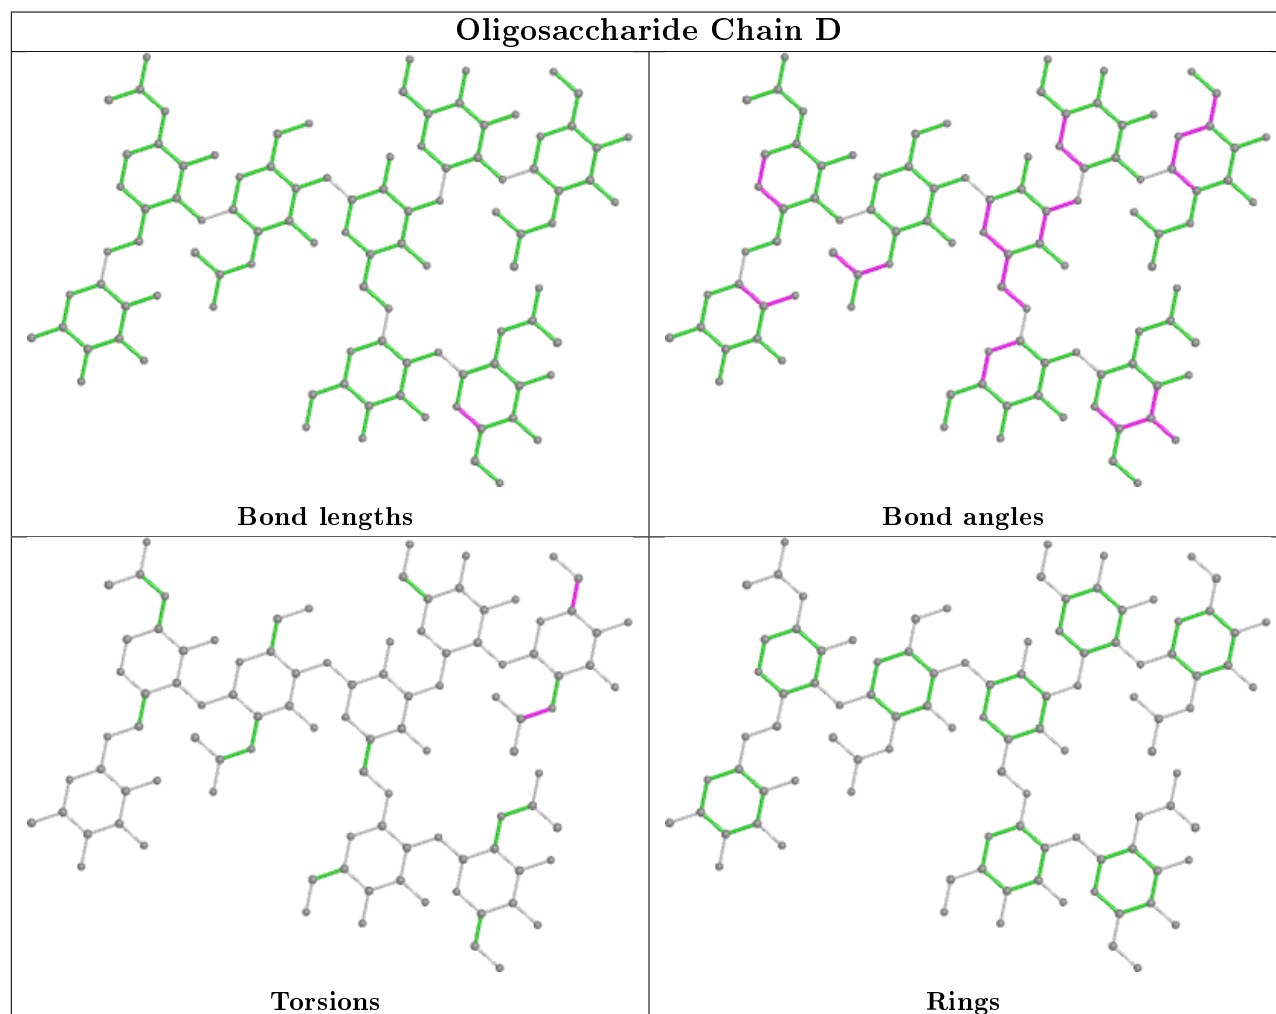 Oligosaccharide Chain D
Bond lengths
Bond angles
Torsions
Rings